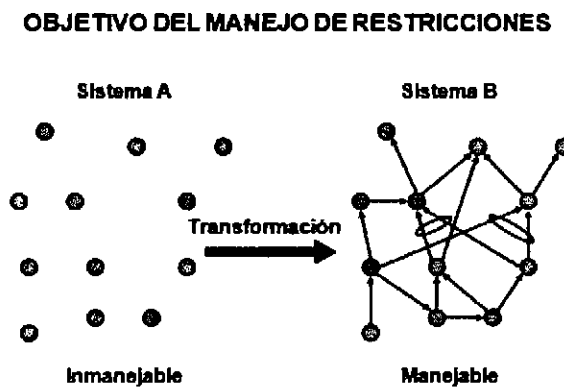 OBJETIVO DEL MANEJO DE RESTRICCIONES
Sistema A
Sistema B
Transformación
Inmanejable
Manejable